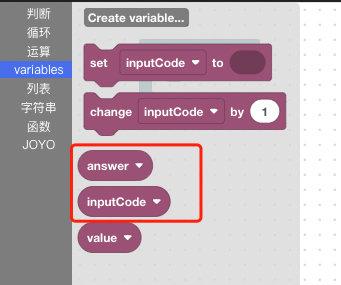 判断
循环
运算
variables
列表
字符串
函数
JOYO
Create variable...
set inputCode to
change inputCode by 1
answer
inputCode
value